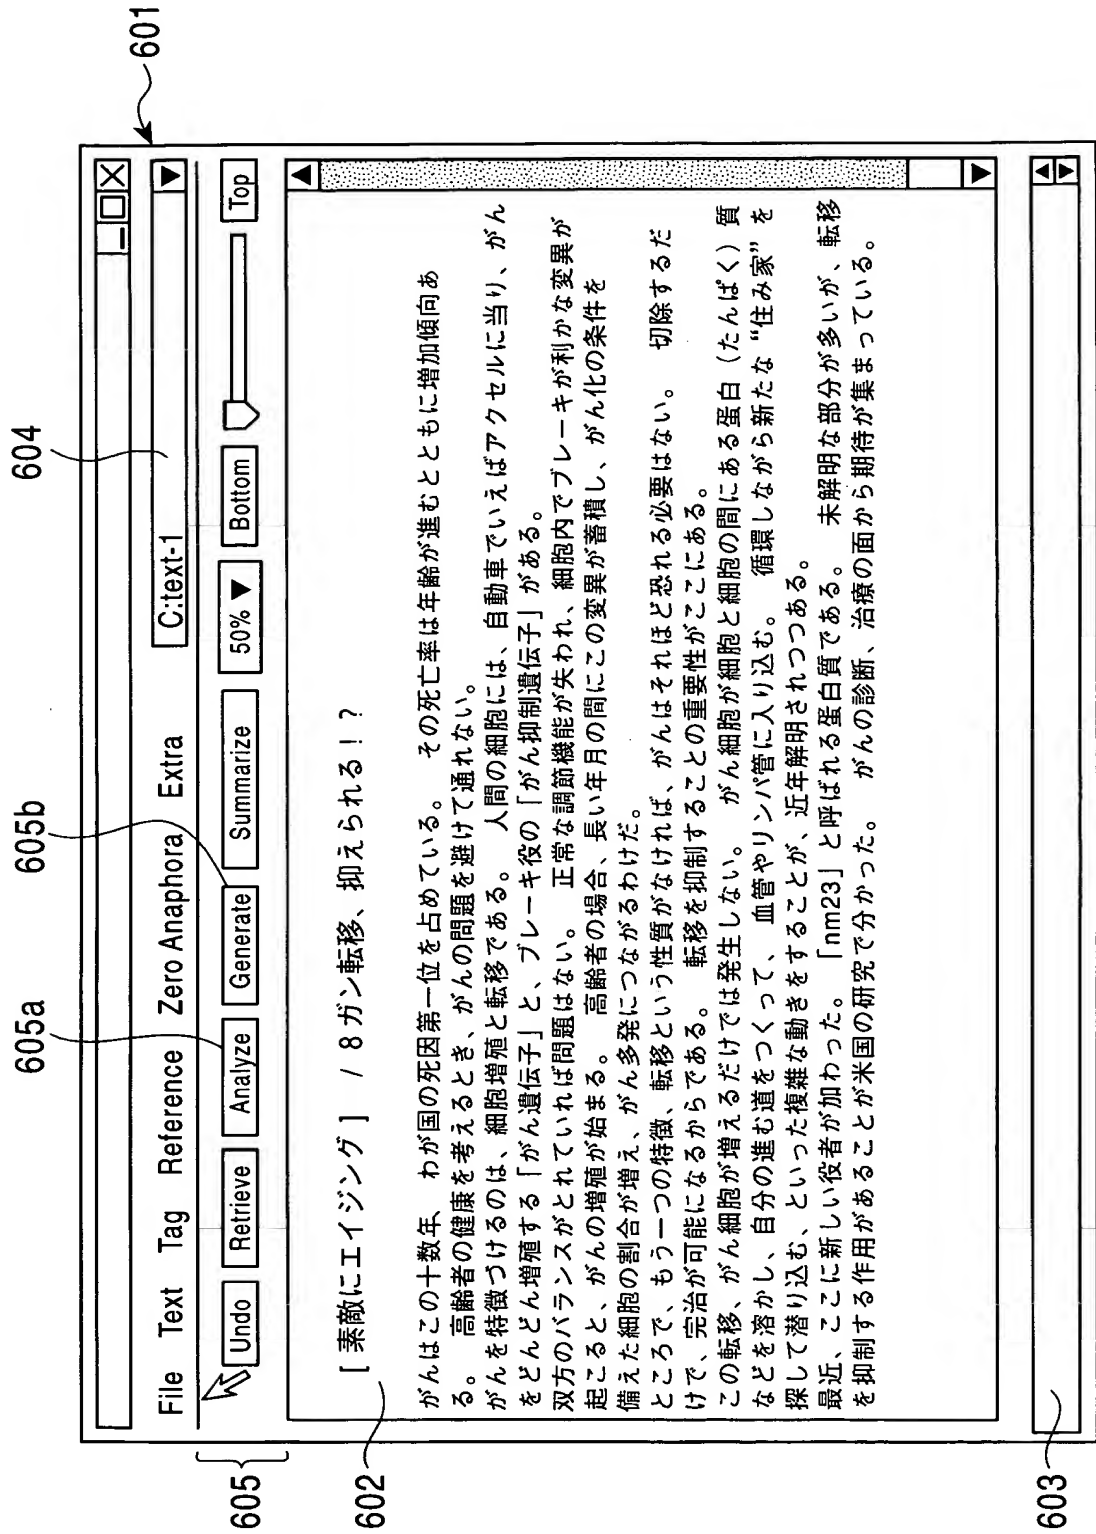 601
604
605b
605a
File Text Tag Reference Zero Anaphora Extra C:text-1
Undo Retrieve Analyze Generate Summarize 50% ▼ Bottom Top
605
602
[素敵にエイジング] /8ガン転移、抑えられる!?
がんはこの十数年、 わが国の死因第一位を占めている。 その死亡率は年齢が進むとともに増加傾向あ
る。 高齢者の健康を考えるとき、がんの問題を避けて通れない。
がんを特徴づけるのは、細胞増殖と転移である。 人間の細胞には、自動車でいえばアクセルに当り、がん
をどんどん増殖する「がん遺伝子」と、ブレーキ役の「がん抑制遺伝子」がある。
双方のバランスがとれていれば問題はない。 正常な調節機能が失われ、細胞内でブレーキが利かな変異が
起こると、がんの増殖が始まる。 高齢者の場合、長い年月の間にこの変異が蓄積し、がん化の条件を
備えた細胞の割合が増え、がん多発につながるわけだ。
ところで、もう一つの特徴、転移という性質がなければ、がんはそれほど恐れる必要はない。 切除するだ
けで、完治が可能になるからである。 転移を抑制することの重要性がここにある。
この転移、がん細胞が増えるだけでは発生しない。 がん細胞が細胞と細胞の間にある蛋白(たんぱく)質
などを溶かし、自分の進む道をつくって、血管やリンパ管に入り込む。 循環しながら新たな“住み家”を
探して潜り込む、といった複雑な動きをすることが、近年解明されつつある。
最近、ここに新しい役者が加わった。「nm23」と呼ばれる蛋白質である。 未解明な部分が多いが、転移
を抑制する作用があることが米国の研究で分かった。 がんの診断、治療の面から期待が集まっている。
603